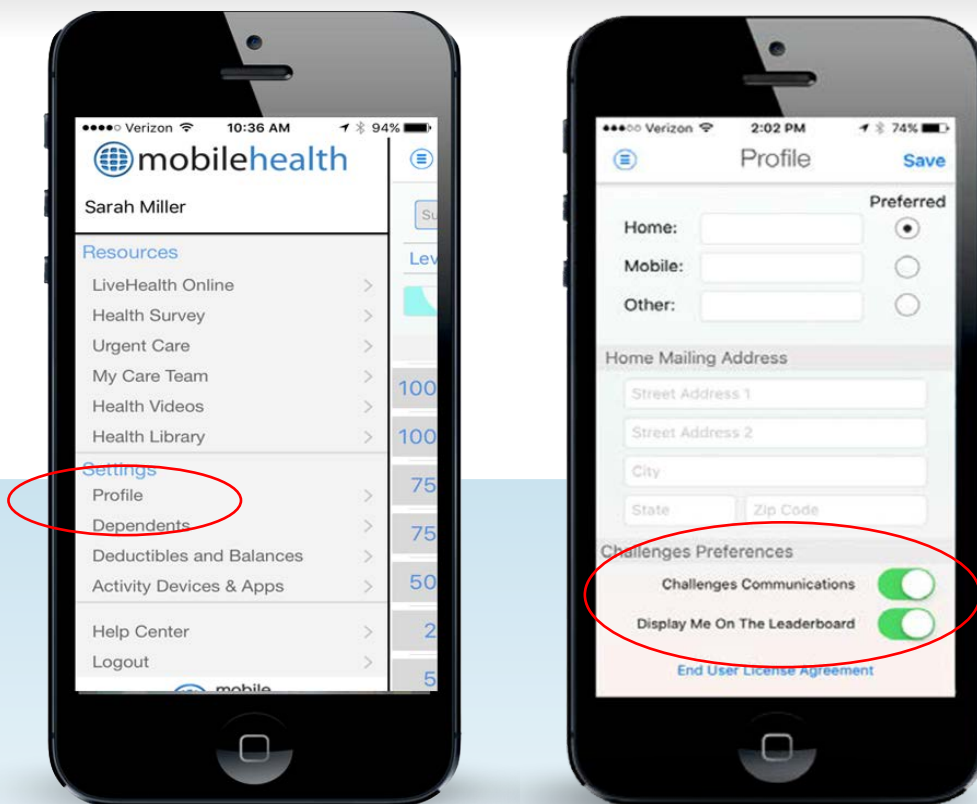 Verizon 10:36 AM 94%
mobilehealth
Sarah Miller
Resources
LiveHealth Online
Health Survey
Urgent Care
My Care Team
Health Videos
Health Library
Settings
Profile
Dependents
Deductibles and Balances
Activity Devices & Apps
Help Center
Logout
mobile
Su
Lev
100
100
75
75
50
2
5
Verizon 2:02 PM 74%
Profile Save
Preferred
Home:
Mobile:
Other:
Home Mailing Address
Street Address 1
Street Address 2
City
State Zip Code
Challenges Preferences
Challenges Communications
Display Me On The Leaderboard
End User License Agreement